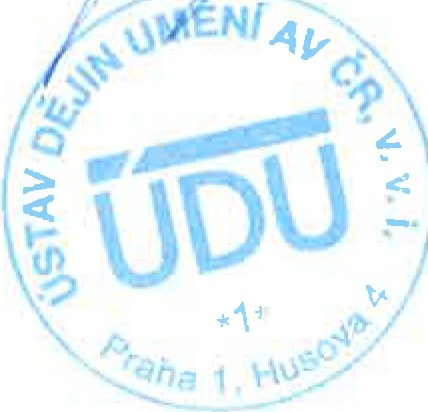 ÚSTAV DĚJIN UMĚNÍ AV ČR, v. v. i.
ÚDU
*1*
Praha 1, Husova 4